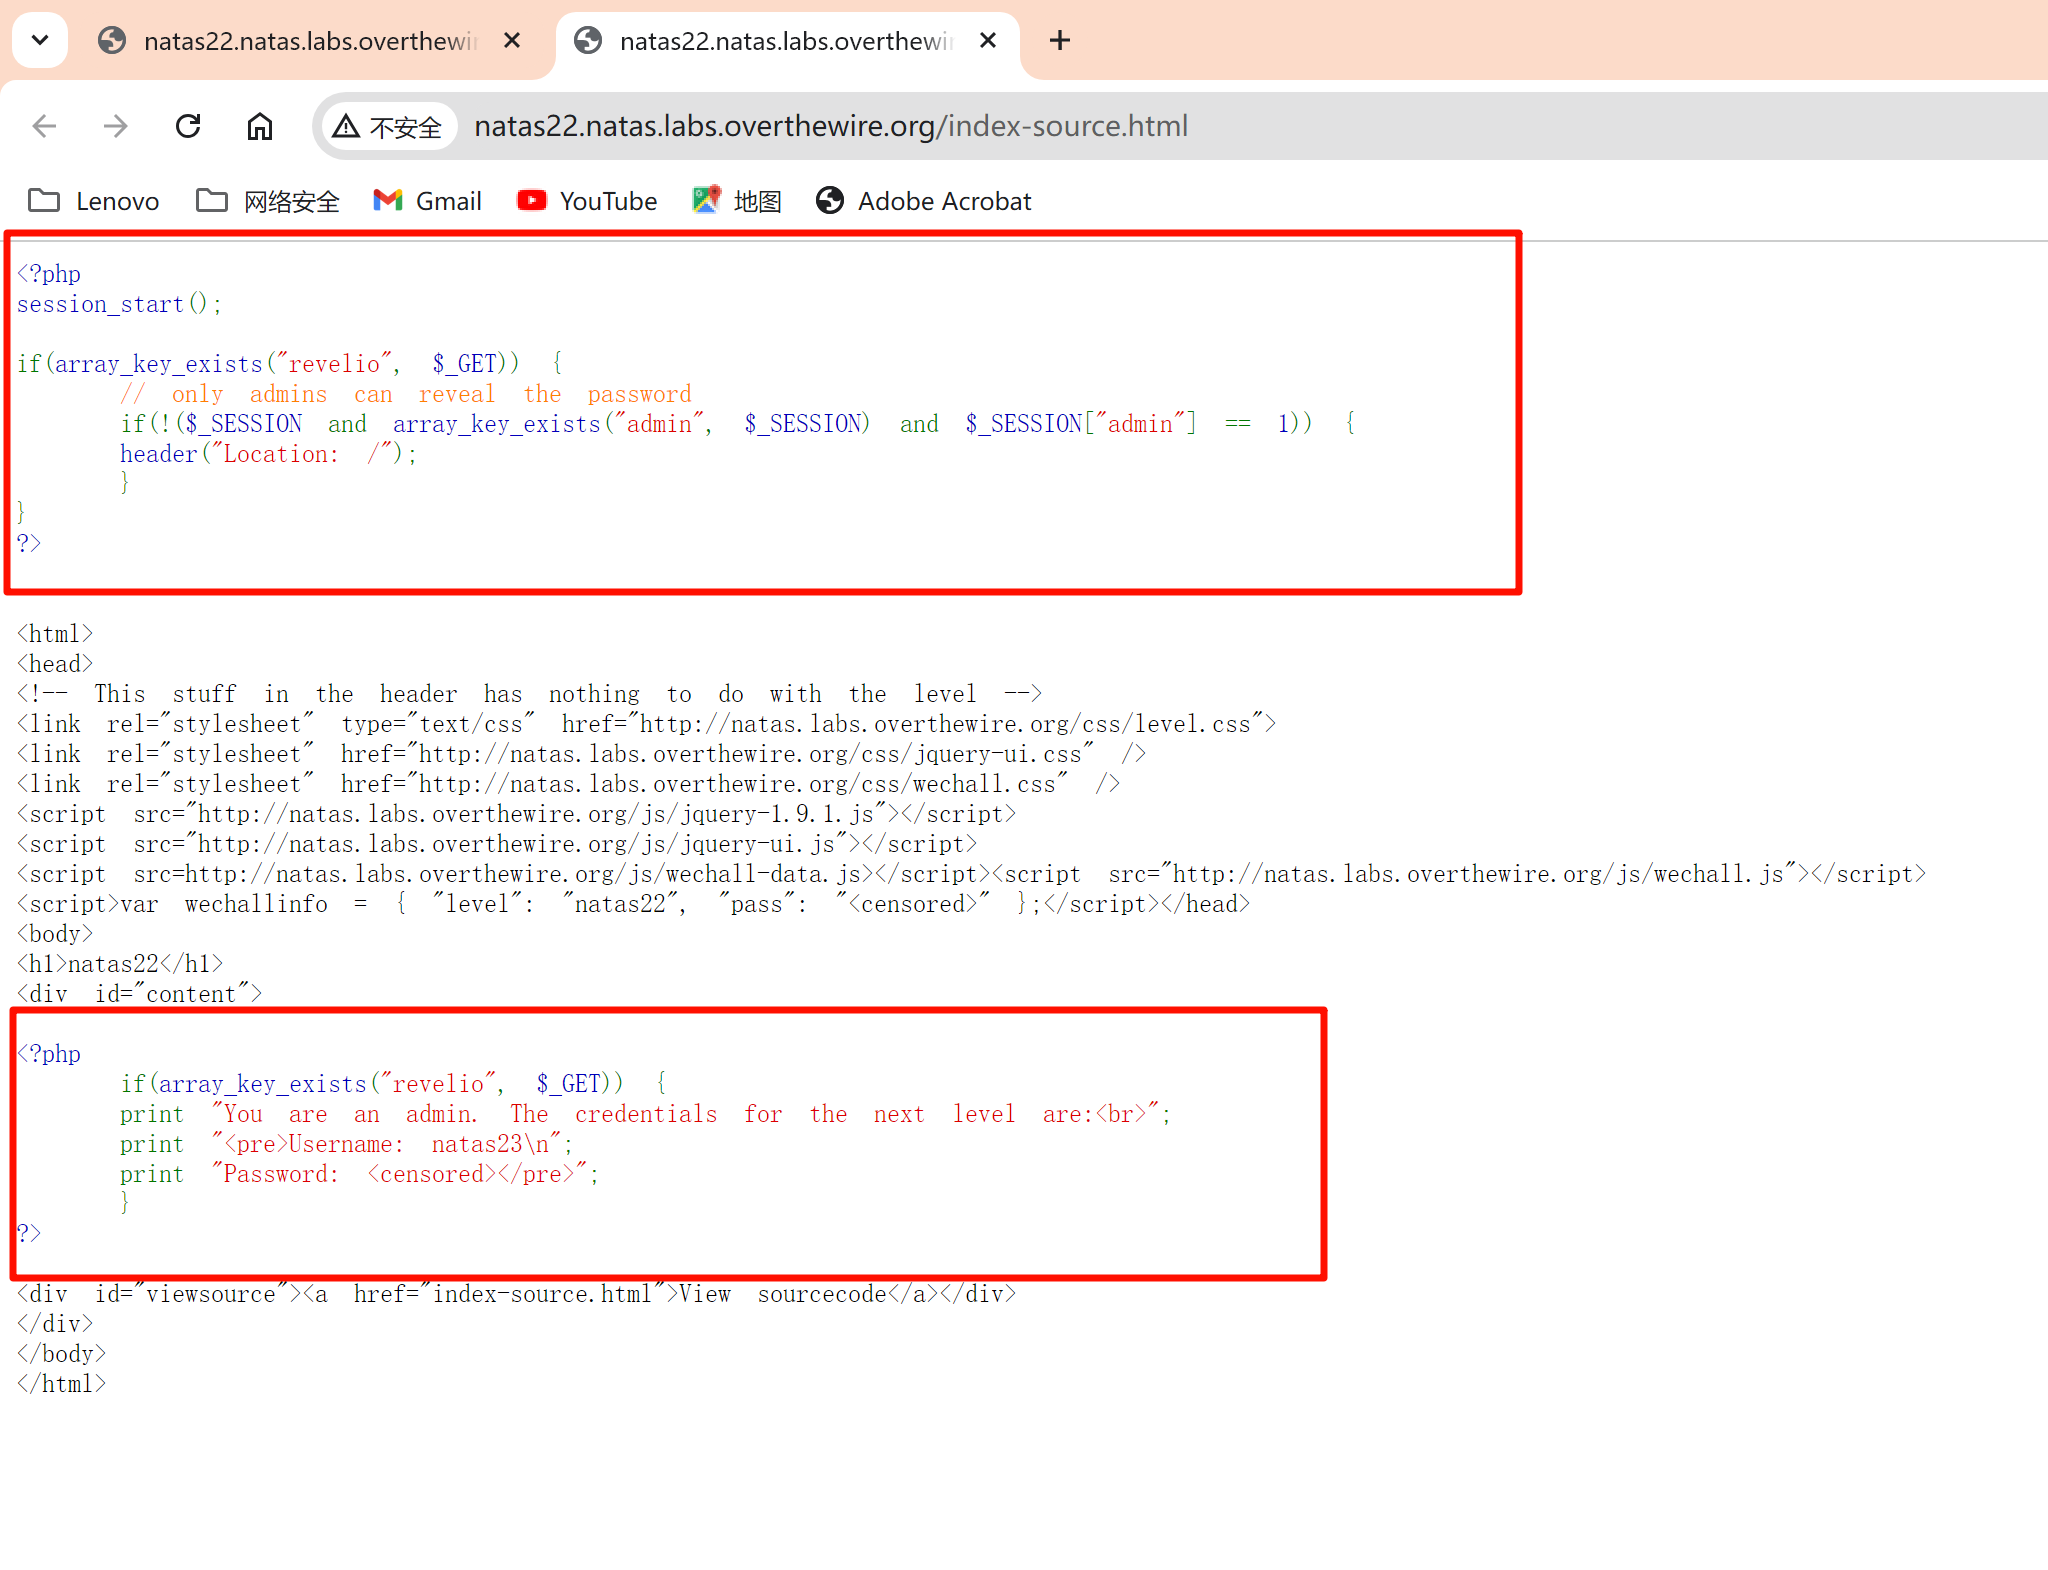 natas22.natas.labs.overthewir
natas22.natas.labs.overthewir
不安全 natas22.natas.labs.overthewire.org/index-source.html
Lenovo 网络安全 Gmail YouTube 地图 Adobe Acrobat
<?php
session_start();
if(array_key_exists("revelio", $_GET)) {
// only admins can reveal the password
if(!($_SESSION and array_key_exists("admin", $_SESSION) and $_SESSION["admin"] == 1)) {
header("Location: /");
}
}
?>
<html>
<head>
<!-- This stuff in the header has nothing to do with the level -->
<link rel="stylesheet" type="text/css" href="http://natas.labs.overthewire.org/css/level.css">
<link rel="stylesheet" href="http://natas.labs.overthewire.org/css/jquery-ui.css" />
<link rel="stylesheet" href="http://natas.labs.overthewire.org/css/wechall.css" />
<script src="http://natas.labs.overthewire.org/js/jquery-1.9.1.js"></script>
<script src="http://natas.labs.overthewire.org/js/jquery-ui.js"></script>
<script src=http://natas.labs.overthewire.org/js/wechall-data.js></script><script src="http://natas.labs.overthewire.org/js/wechall.js"></script>
<script>var wechallinfo = { "level": "natas22", "pass": "<censored>" };</script></head>
<body>
<h1>natas22</h1>
<div id="content">
<?php
if(array_key_exists("revelio", $_GET)) {
print "You are an admin. The credentials for the next level are:<br>";
print "<pre>Username: natas23\n";
print "Password: <censored></pre>";
}
?>
<div id="viewsource"><a href="index-source.html">View sourcecode</a></div>
</div>
</body>
</html>